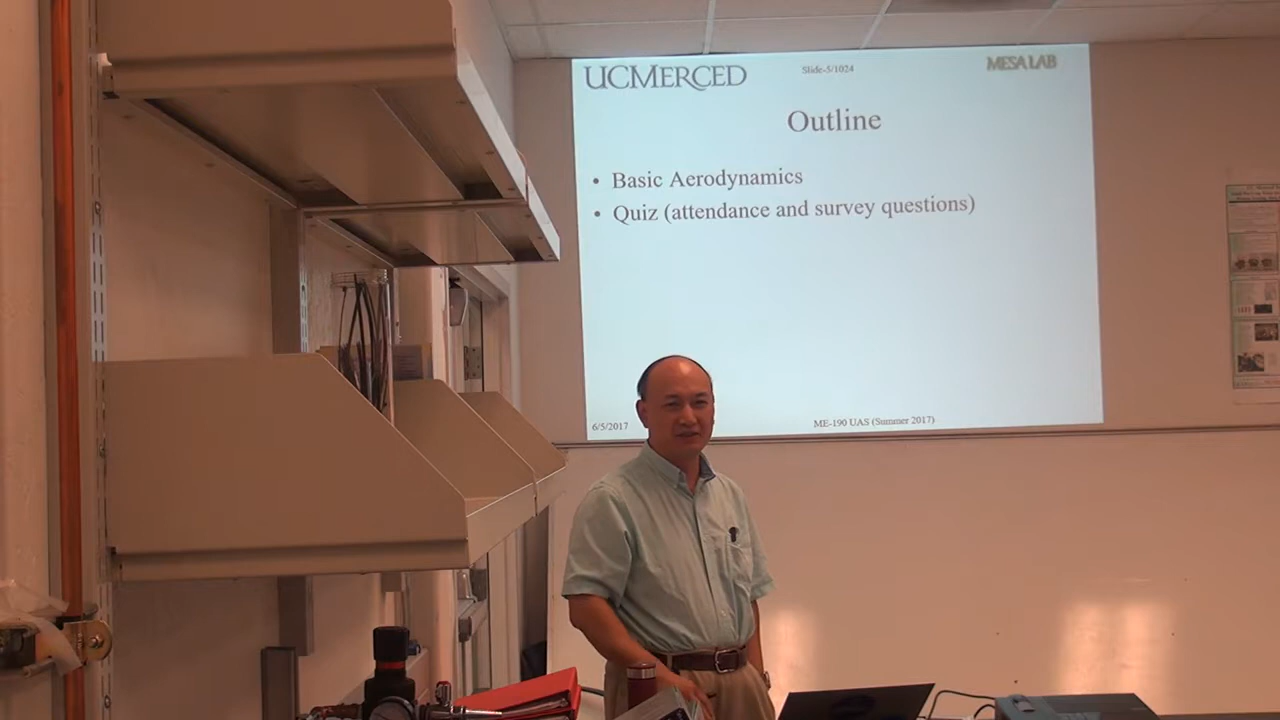 UCMERCED
Slide-5/1024
MESA LAB
Outline
• Basic Aerodynamics
• Quiz (attendance and survey questions)
6/5/2017
ME-190 UAS (Summer 2017)